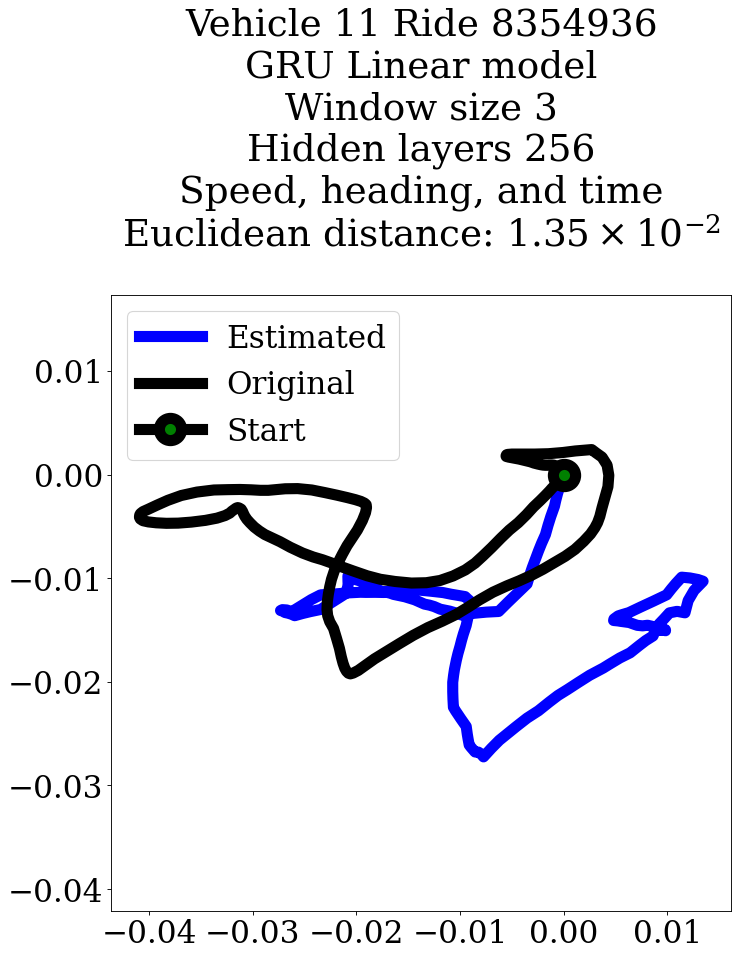 Vehicle 11 Ride 8354936
GRU Linear model
Window size 3
Hidden layers 256
Speed, heading, and time
Euclidean distance: 1.35 × 10⁻²
Estimated
Original
Start
0.01
0.00
−0.01
−0.02
−0.03
−0.04
−0.04 −0.03 −0.02 −0.01 0.00 0.01